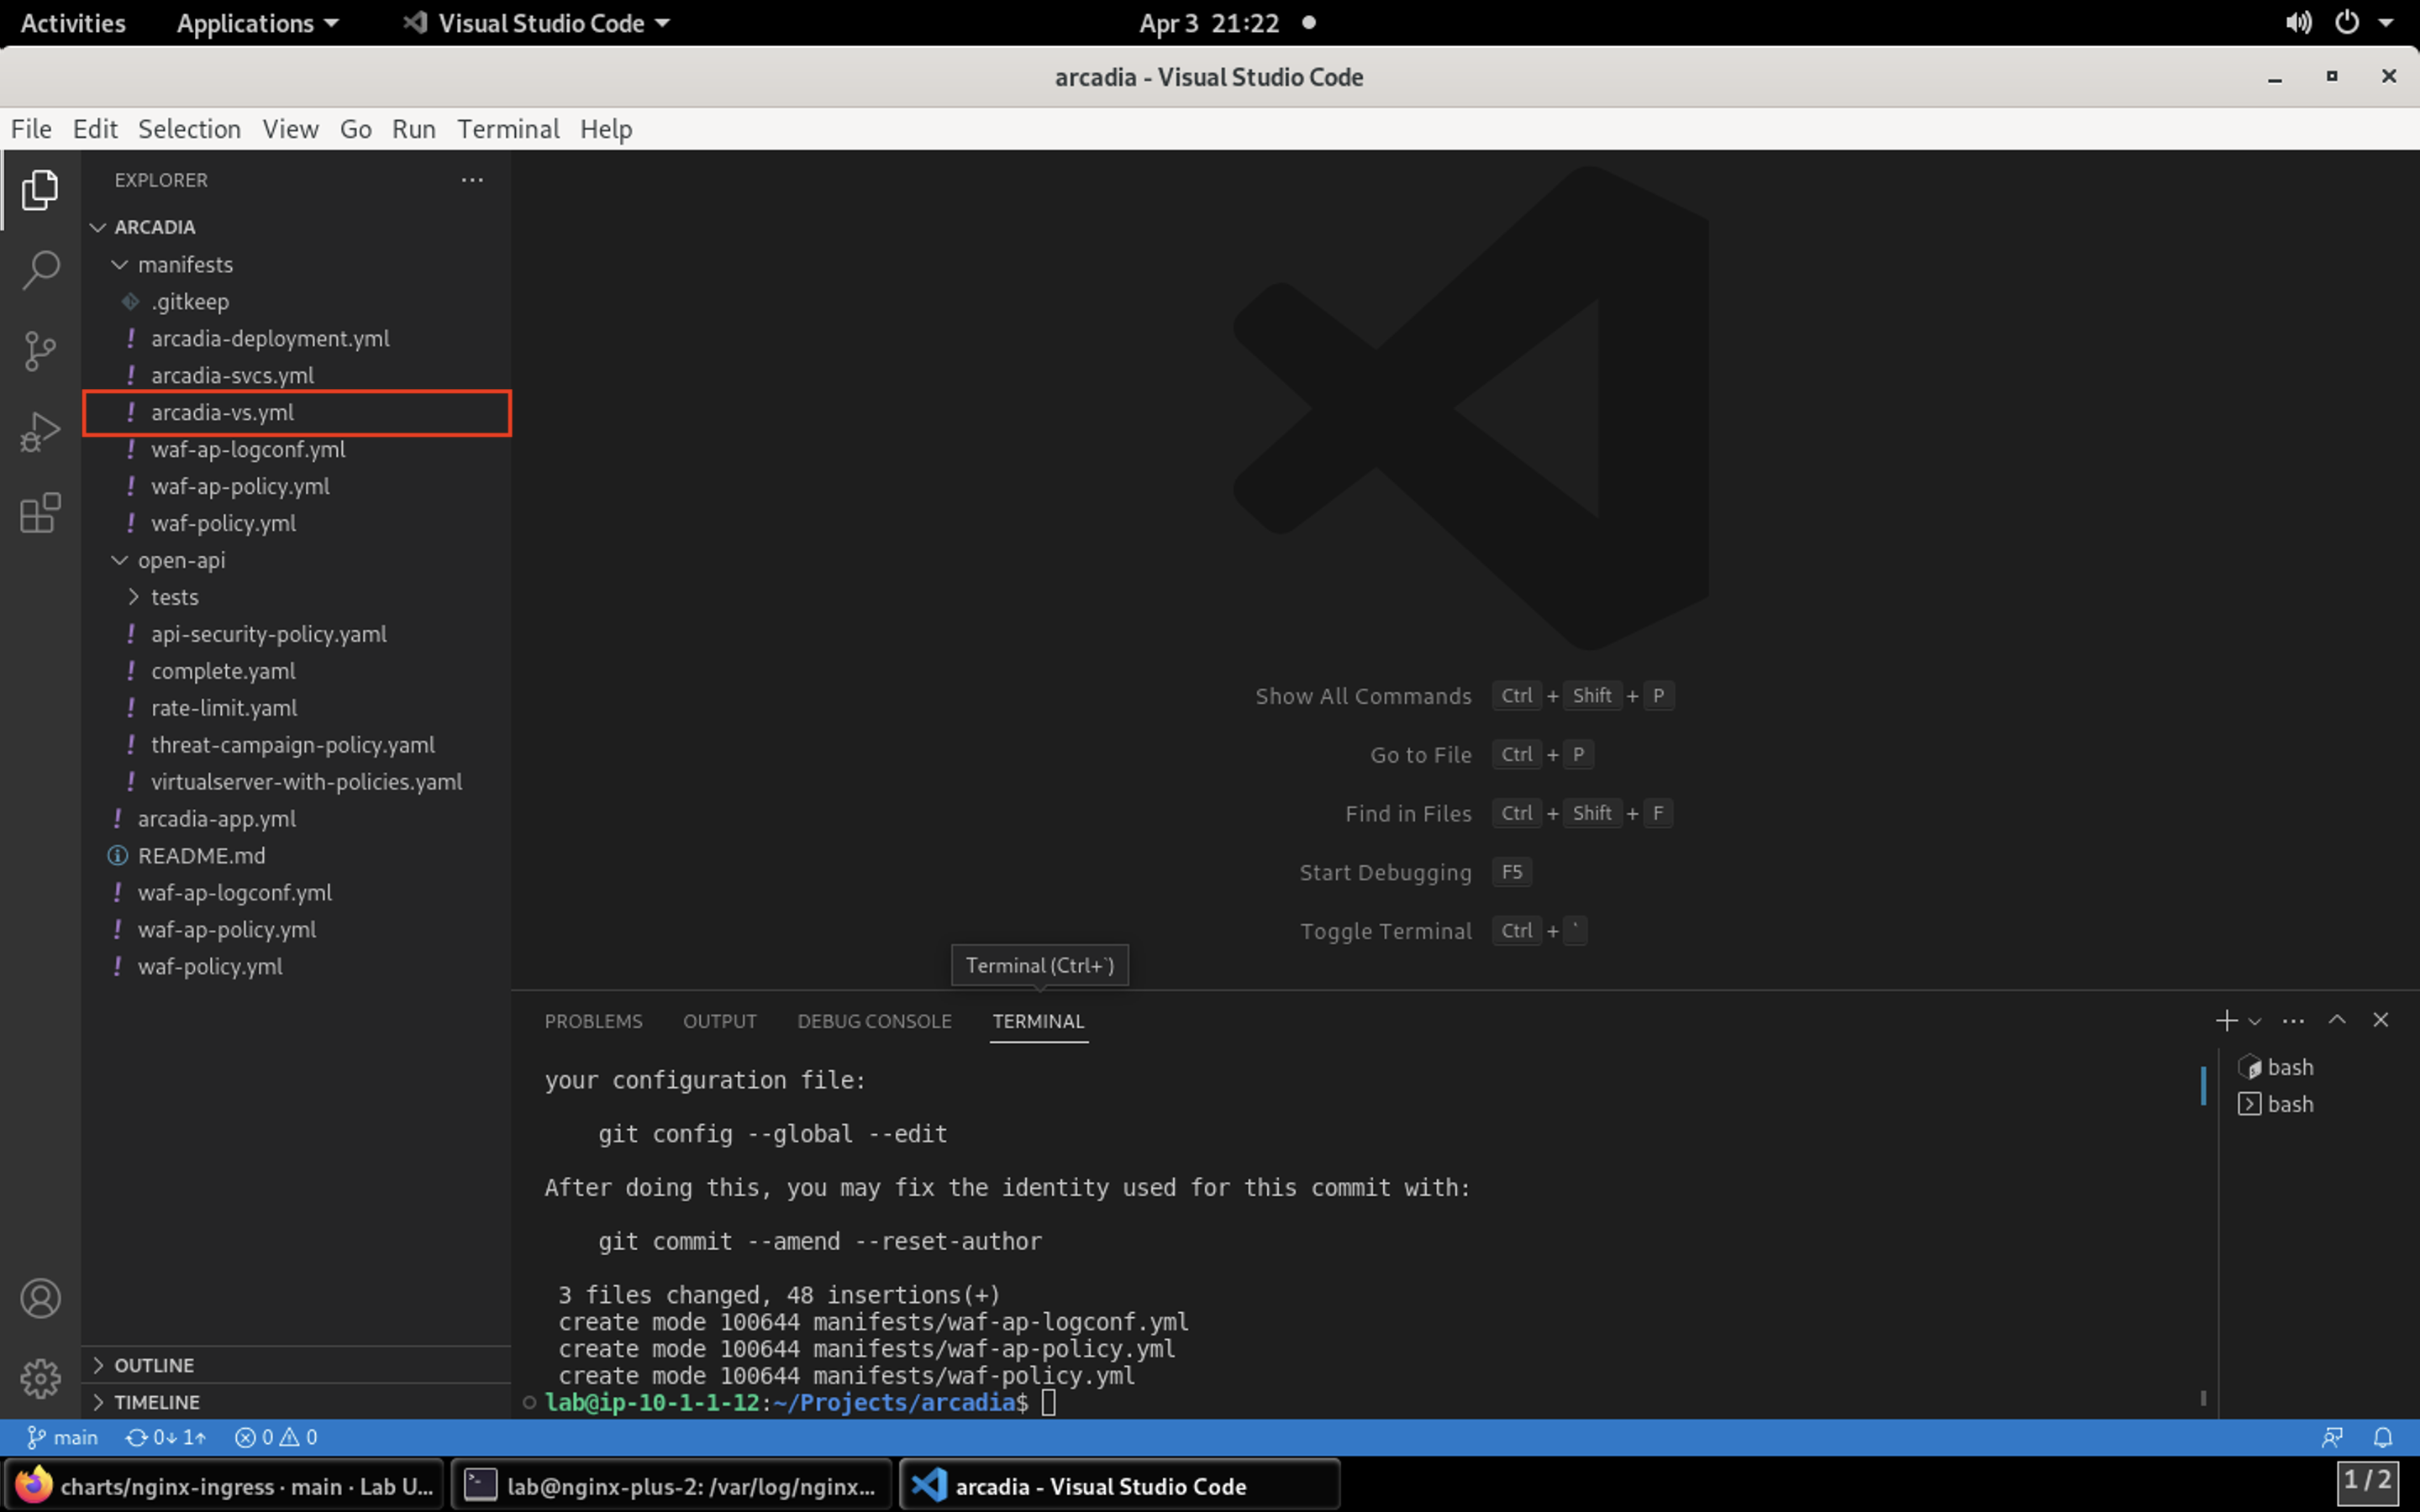 Activities Applications Visual Studio Code Apr 3 21:22
arcadia - Visual Studio Code
File Edit Selection View Go Run Terminal Help
EXPLORER
ARCADIA
manifests
.gitkeep
arcadia-deployment.yml
arcadia-svcs.yml
arcadia-vs.yml
waf-ap-logconf.yml
waf-ap-policy.yml
waf-policy.yml
open-api
tests
api-security-policy.yaml
complete.yaml
rate-limit.yaml
threat-campaign-policy.yaml
virtualserver-with-policies.yaml
arcadia-app.yml
README.md
waf-ap-logconf.yml
waf-ap-policy.yml
waf-policy.yml
OUTLINE
TIMELINE
Show All Commands Ctrl + Shift + P
Go to File Ctrl + P
Find in Files Ctrl + Shift + F
Start Debugging F5
Toggle Terminal Ctrl + `
Terminal (Ctrl+`)
PROBLEMS OUTPUT DEBUG CONSOLE TERMINAL
your configuration file:
git config --global --edit
After doing this, you may fix the identity used for this commit with:
git commit --amend --reset-author
3 files changed, 48 insertions(+)
create mode 100644 manifests/waf-ap-logconf.yml
create mode 100644 manifests/waf-ap-policy.yml
create mode 100644 manifests/waf-policy.yml
lab@ip-10-1-1-12:~/Projects/arcadia$
bash
bash
main 0↓ 1↑ 0 0
charts/nginx-ingress · main · Lab U... lab@nginx-plus-2: /var/log/nginx... arcadia - Visual Studio Code 1 / 2